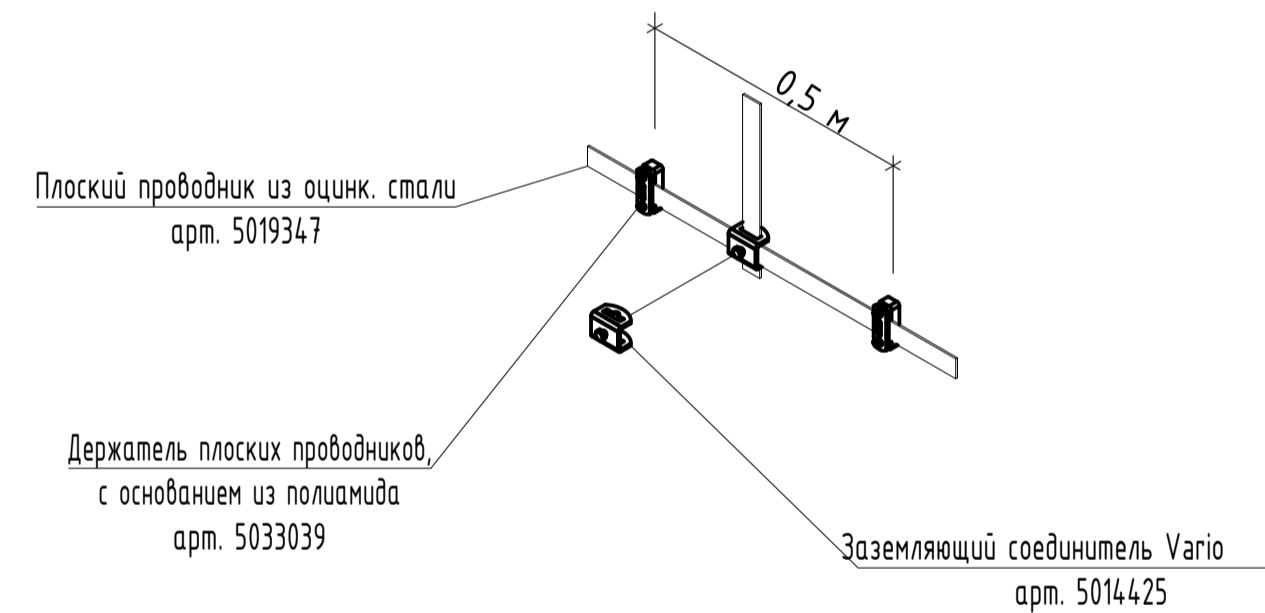 0,5 м
Плоский проводник из оцинк. стали
арт. 5019347
Держатель плоских проводников,
с основанием из полиамида
арт. 5033039
Заземляющий соединитель Vario
арт. 5014425